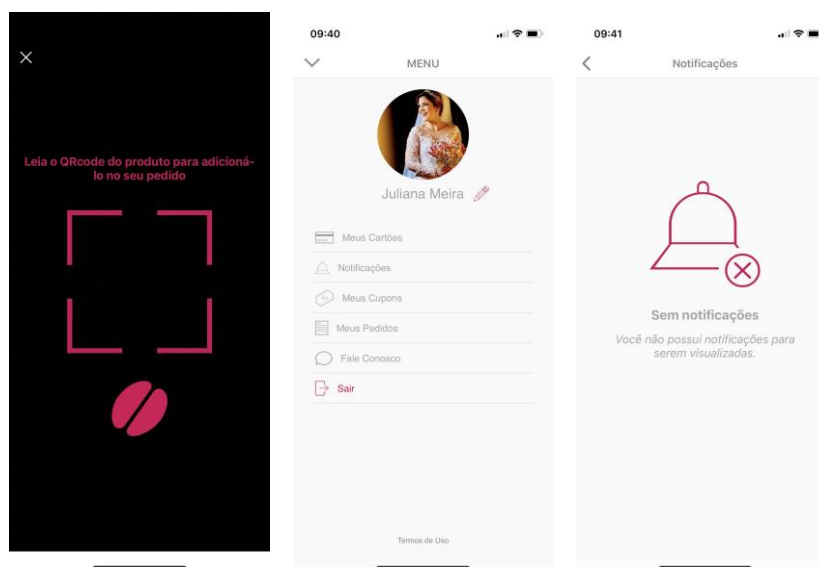 Leia o QRcode do produto para adicioná-
lo no seu pedido
09:40
MENU
Juliana Meira
Meus Cartões
Notificações
Meus Cupons
Meus Pedidos
Fale Conosco
Sair
Termos de Uso
09:41
Notificações
Sem notificações
Você não possui notificações para
serem visualizadas.